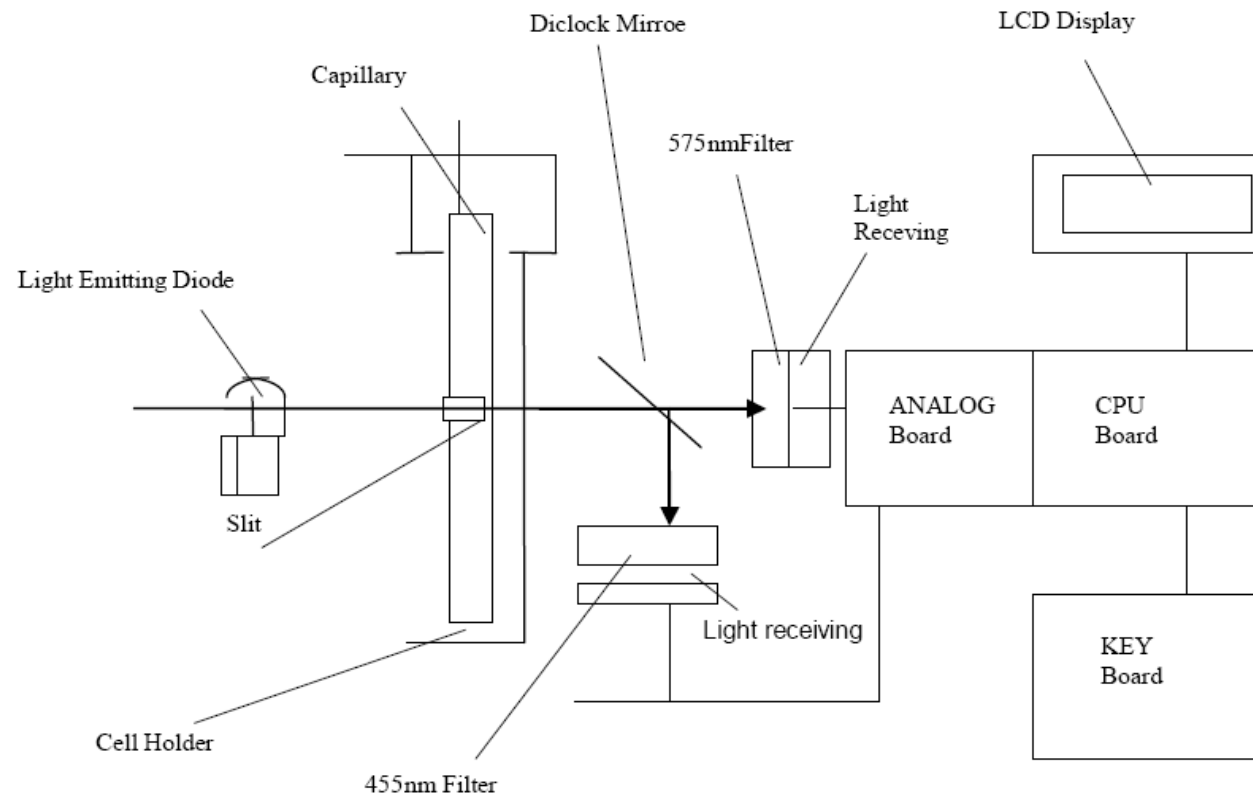 Diclock Mirroe
LCD Display
Capillary
575nmFilter
Light
Receving
Light Emitting Diode
ANALOG
Board
CPU
Board
Slit
Light receiving
KEY
Board
Cell Holder
455nm Filter